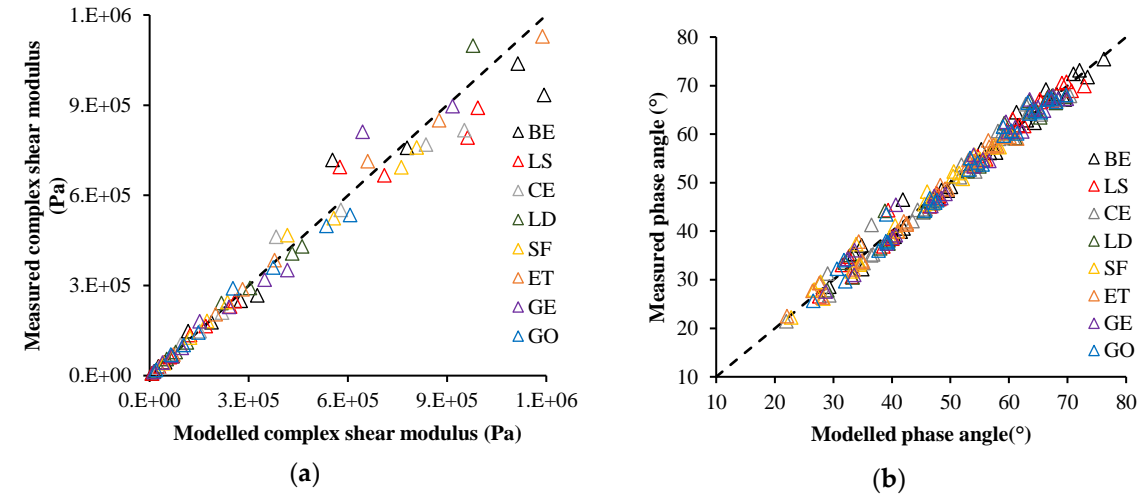 1.E+06
9.E+05
6.E+05
3.E+05
0.E+00
0.E+00 3.E+05 6.E+05 9.E+05 1.E+06
Measured complex shear modulus
(Pa)
Modelled complex shear modulus (Pa)
BE
LS
CE
LD
SF
ET
GE
GO
(a)
80
70
60
50
40
30
20
10
10 20 30 40 50 60 70 80
Measured phase angle (°)
Modelled phase angle(°)
BE
LS
CE
LD
SF
ET
GE
GO
(b)